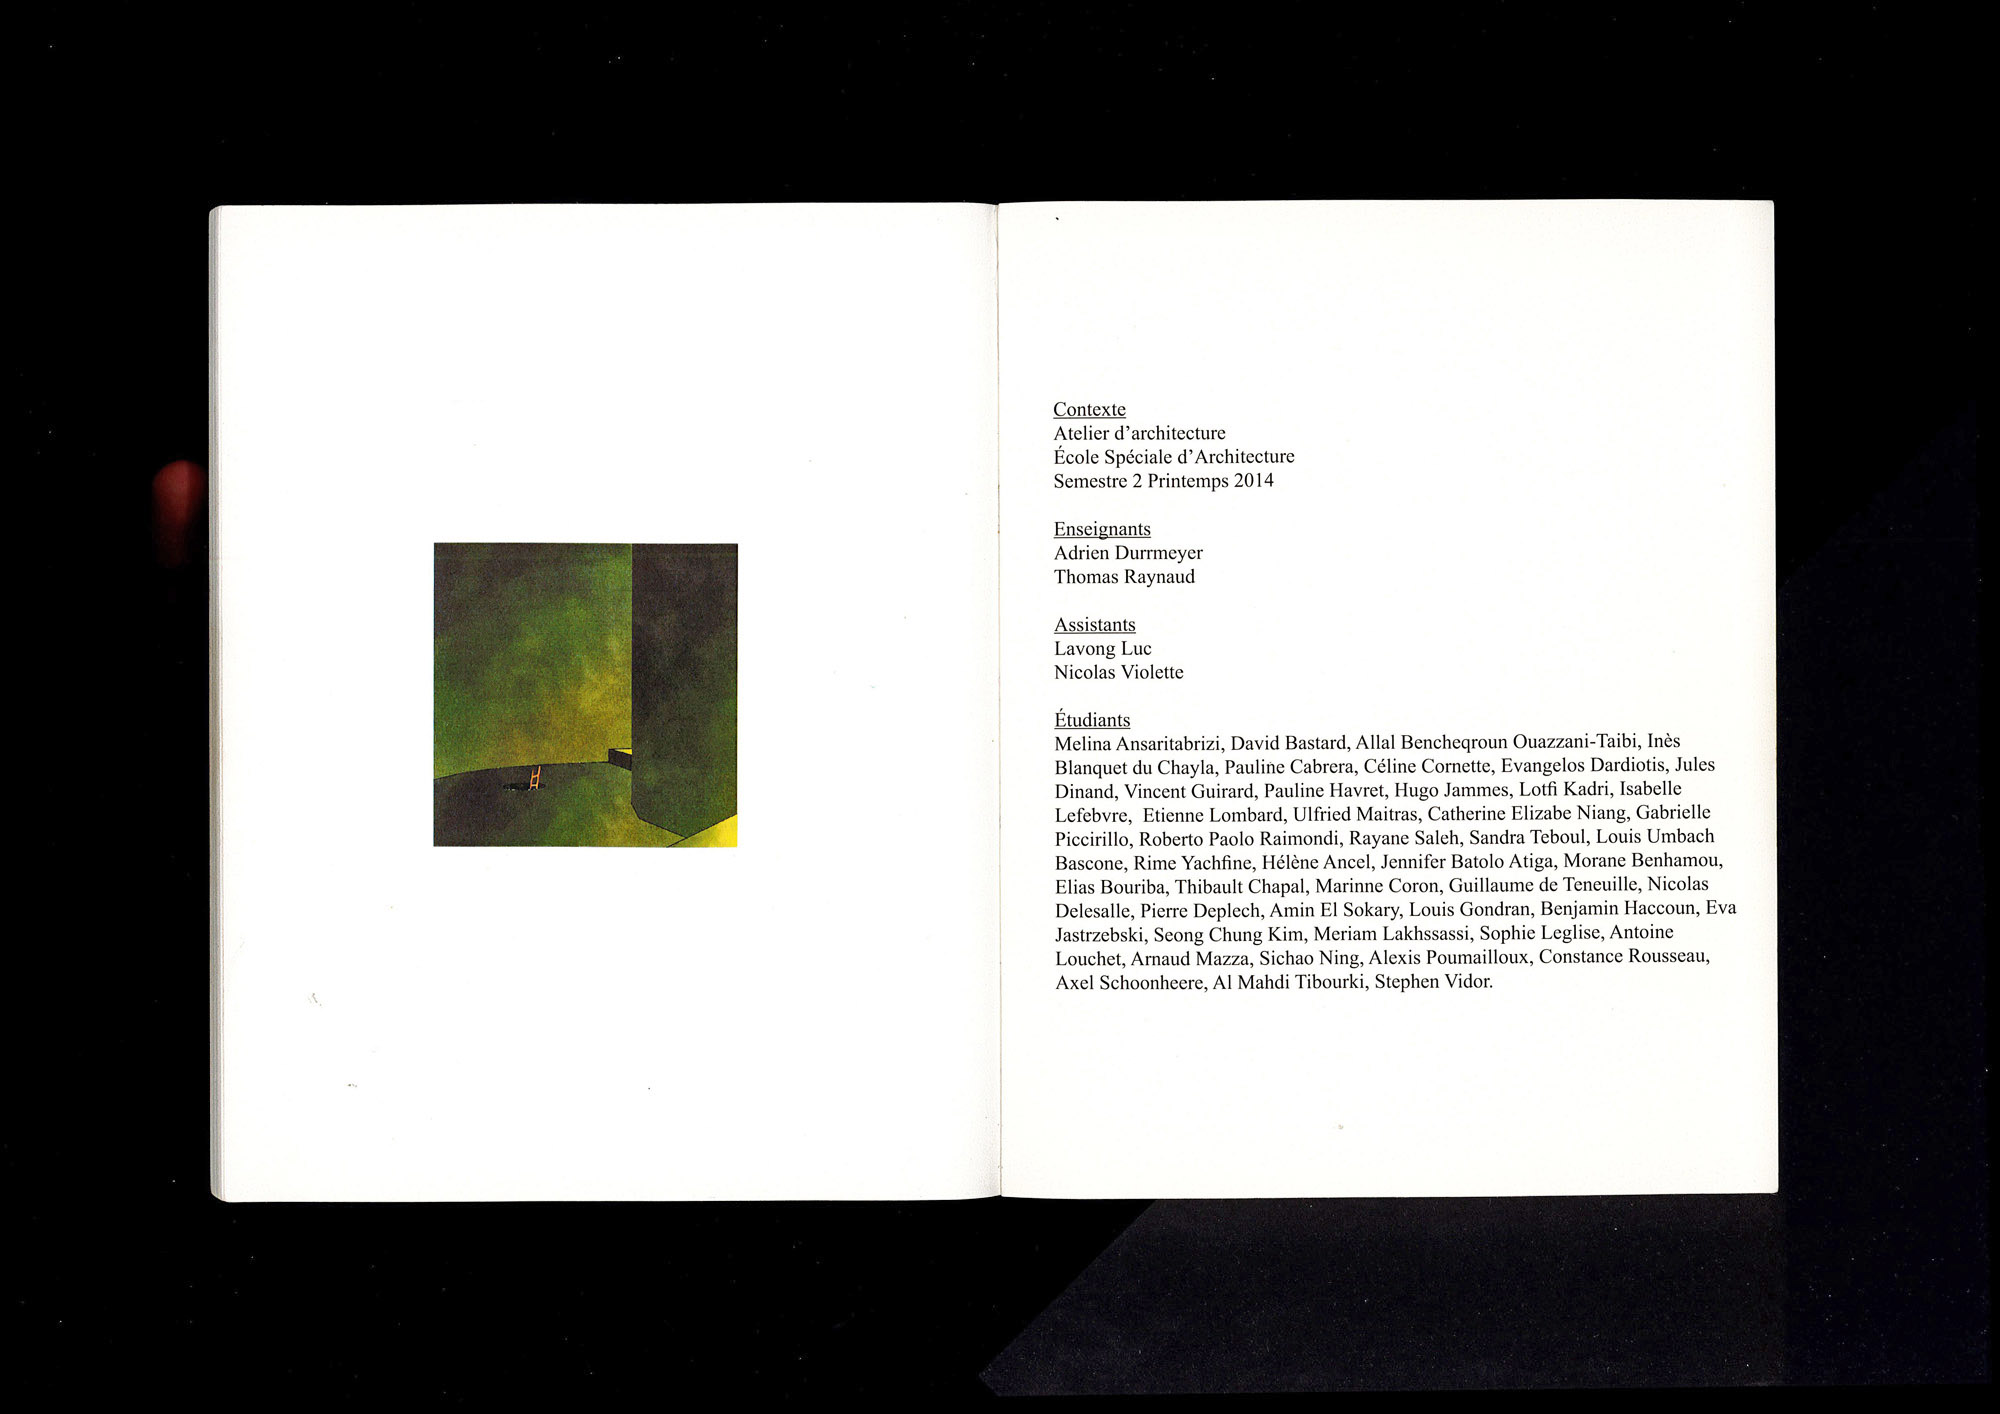 Contexte
Atelier d’architecture
École Spéciale d’Architecture
Semestre 2 Printemps 2014
Enseignants
Adrien Durrmeyer
Thomas Raynaud
Assistants
Lavong Luc
Nicolas Violette
Étudiants
Melina Ansaritabrizi, David Bastard, Allal Bencheqroun Ouazzani-Taibi, Inès
Blanquet du Chayla, Pauline Cabrera, Céline Cornette, Evangelos Dardiotis, Jules
Dinand, Vincent Guirard, Pauline Havret, Hugo Jammes, Lotfi Kadri, Isabelle
Lefebvre,  Etienne Lombard, Ulfried Maitras, Catherine Elizabe Niang, Gabrielle
Piccirillo, Roberto Paolo Raimondi, Rayane Saleh, Sandra Teboul, Louis Umbach
Bascone, Rime Yachfine, Hélène Ancel, Jennifer Batolo Atiga, Morane Benhamou,
Elias Bouriba, Thibault Chapal, Marinne Coron, Guillaume de Teneuille, Nicolas
Delesalle, Pierre Deplech, Amin El Sokary, Louis Gondran, Benjamin Haccoun, Eva
Jastrzebski, Seong Chung Kim, Meriam Lakhssassi, Sophie Leglise, Antoine
Louchet, Arnaud Mazza, Sichao Ning, Alexis Poumailloux, Constance Rousseau,
Axel Schoonheere, Al Mahdi Tibourki, Stephen Vidor.